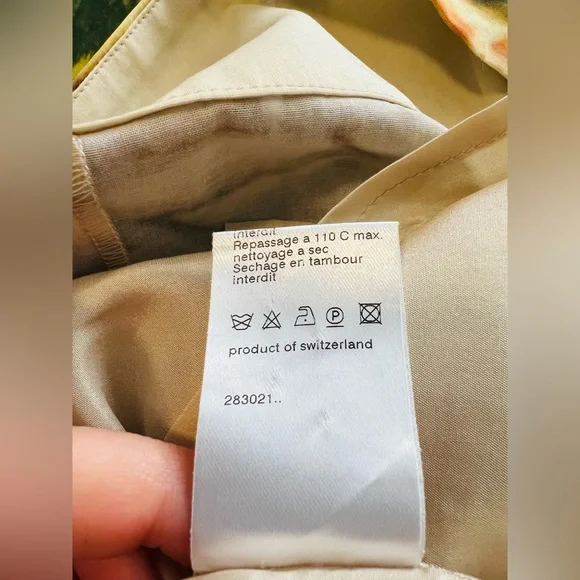 interdit
Repassage a 110 C max.
nettoyage a sec
Sechage en tambour
interdit
P
product of switzerland
283021..